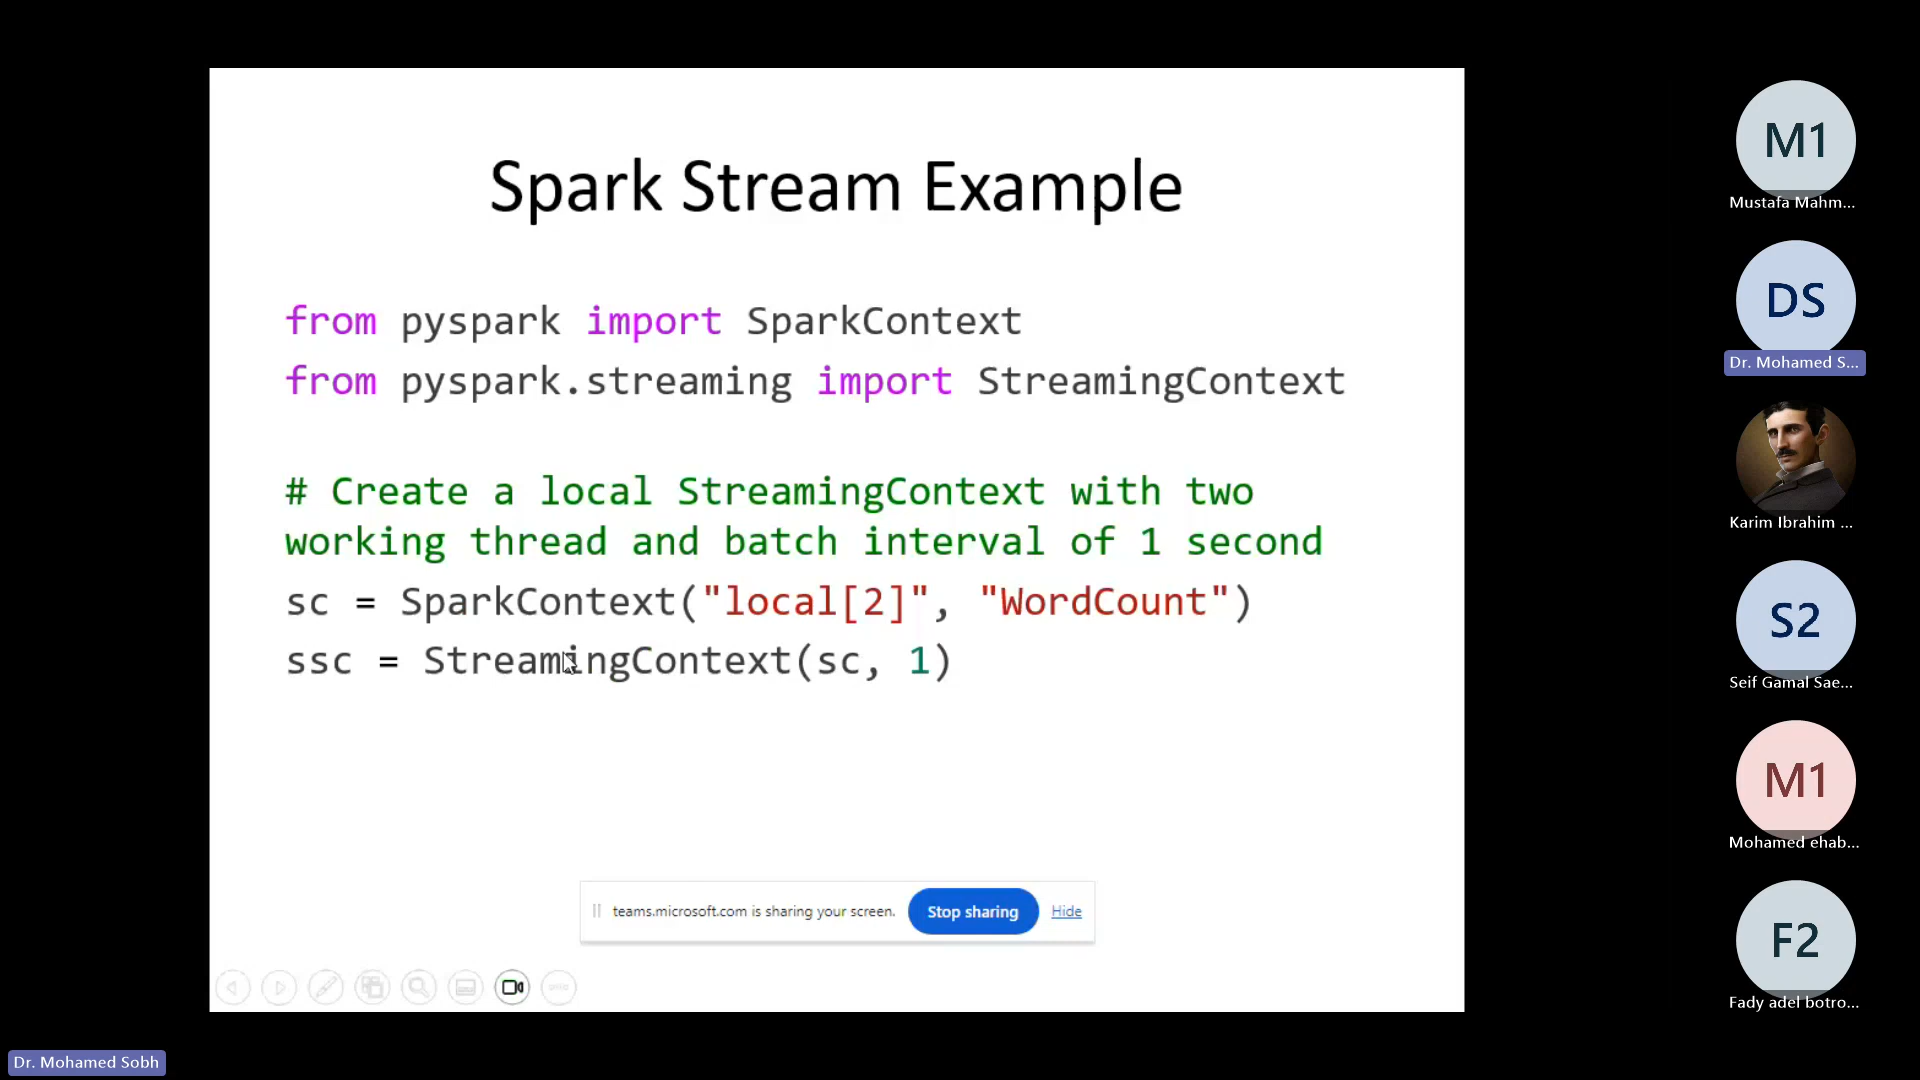 Spark Stream Example
from pyspark import SparkContext
from pyspark.streaming import StreamingContext
# Create a local StreamingContext with two
working thread and batch interval of 1 second
sc = SparkContext("local[2]", "WordCount")
ssc = StreamingContext(sc, 1)
teams.microsoft.com is sharing your screen.
Stop sharing
Hide
M1
Mustafa Mahm...
DS
Dr. Mohamed S...
Karim Ibrahim ...
S2
Seif Gamal Sae...
M1
Mohamed ehab...
F2
Fady adel botro...
Dr. Mohamed Sobh